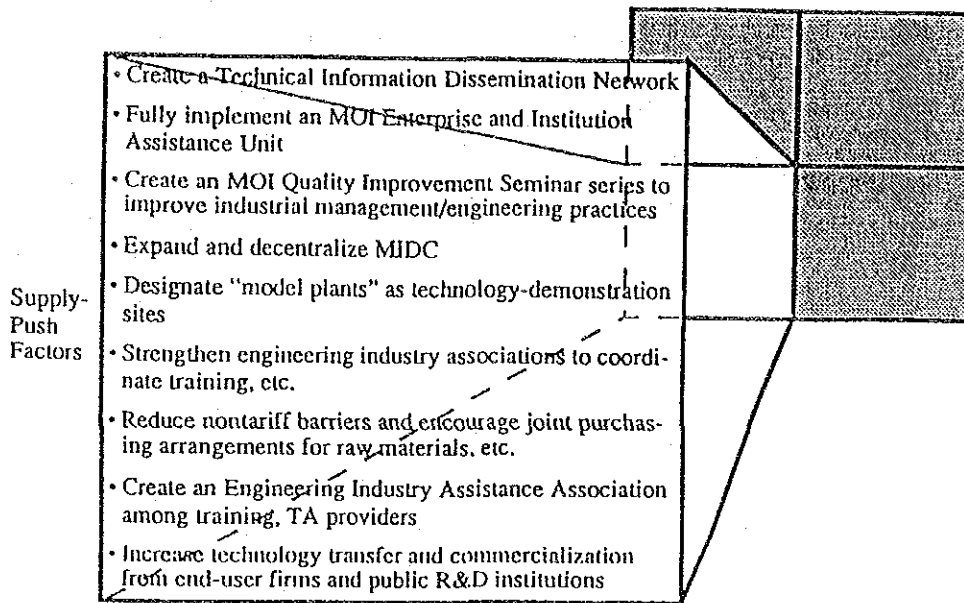 • Create a Technical Information Dissemination Network
• Fully implement an MOI Enterprise and Institution
Assistance Unit
• Create an MOI Quality Improvement Seminar series to
improve industrial management/engineering practices
• Expand and decentralize MIDC
• Designate "model plants" as technology-demonstration
sites
Supply-
Push
Factors
• Strengthen engineering industry associations to coordi-
nate training, etc.
• Reduce nontariff barriers and encourage joint purchas-
ing arrangements for raw materials, etc.
• Create an Engineering Industry Assistance Association
among training, TA providers
• Increase technology transfer and commercialization
from end-user firms and public R&D institutions